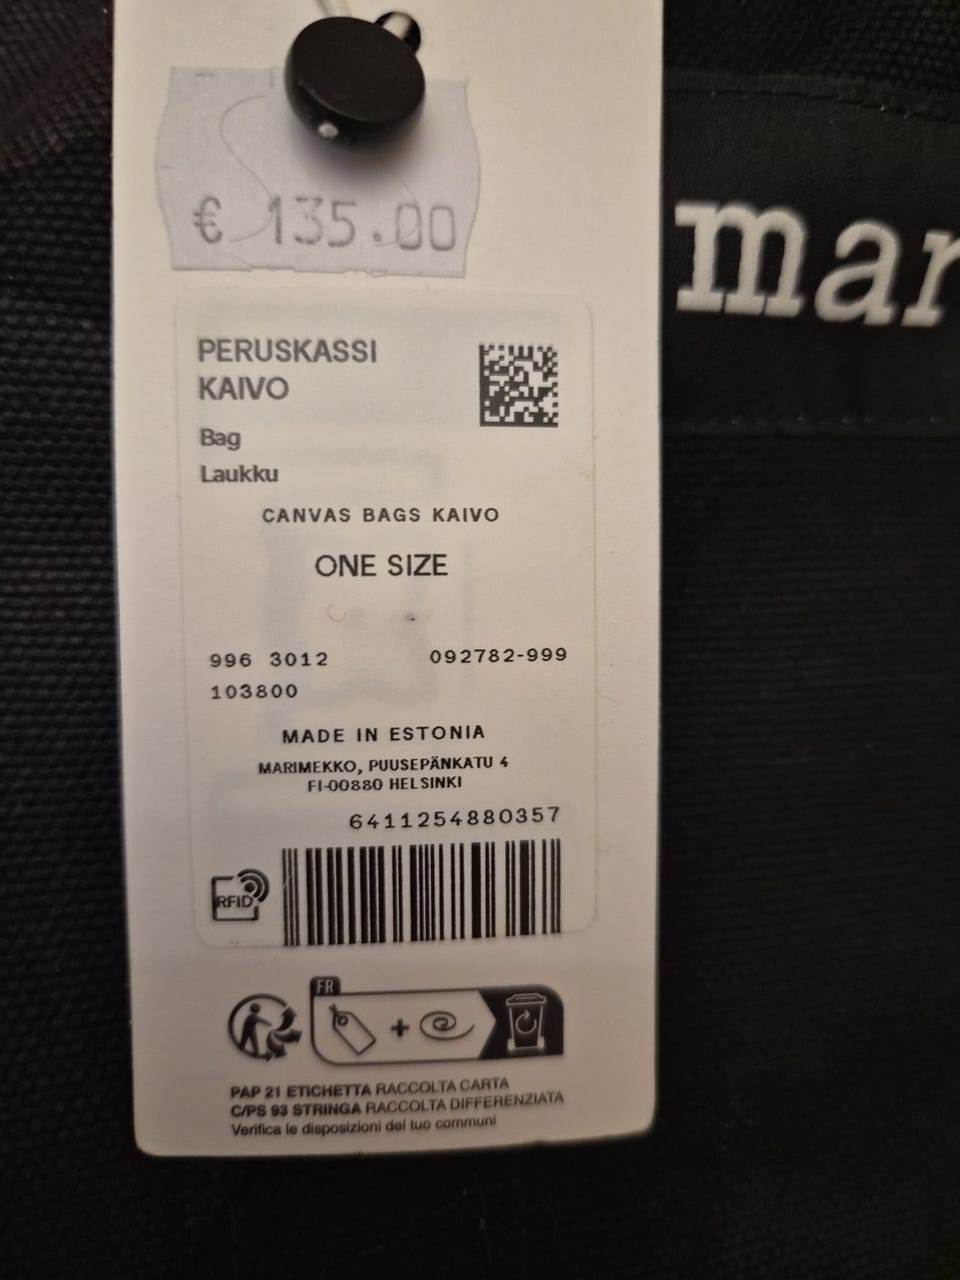 € 135.00
mar
PERUSKASSI
KAIVO
Bag
Laukku
CANVAS BAGS KAIVO
ONE SIZE
996 3012 092782-999
103800
MADE IN ESTONIA
MARIMEKKO, PUUSEPÄNKATU 4
FI-00880 HELSINKI
6411254880357
RFID
FR
PAP 21 ETICHETTA RACCOLTA CARTA
C/PS 93 STRINGA RACCOLTA DIFFERENZIATA
Verifica le disposizioni del tuo communi